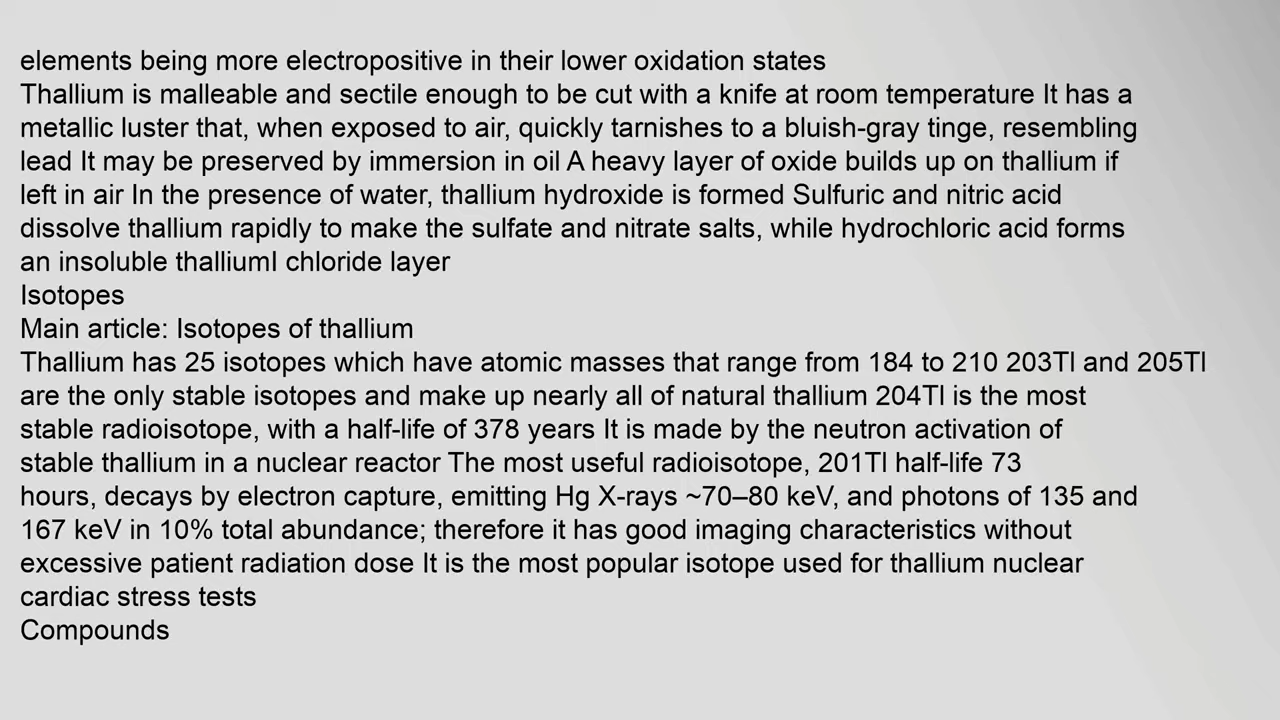 elements being more electropositive in their lower oxidation states
Thallium is malleable and sectile enough to be cut with a knife at room temperature It has a
metallic luster that, when exposed to air, quickly tarnishes to a bluish-gray tinge, resembling
lead It may be preserved by immersion in oil A heavy layer of oxide builds up on thallium if
left in air In the presence of water, thallium hydroxide is formed Sulfuric and nitric acid
dissolve thallium rapidly to make the sulfate and nitrate salts, while hydrochloric acid forms
an insoluble thalliumI chloride layer
Isotopes
Main article: Isotopes of thallium
Thallium has 25 isotopes which have atomic masses that range from 184 to 210 203Tl and 205Tl
are the only stable isotopes and make up nearly all of natural thallium 204Tl is the most
stable radioisotope, with a half-life of 378 years It is made by the neutron activation of
stable thallium in a nuclear reactor The most useful radioisotope, 201Tl half-life 73
hours, decays by electron capture, emitting Hg X-rays ~70–80 keV, and photons of 135 and
167 keV in 10% total abundance; therefore it has good imaging characteristics without
excessive patient radiation dose It is the most popular isotope used for thallium nuclear
cardiac stress tests
Compounds